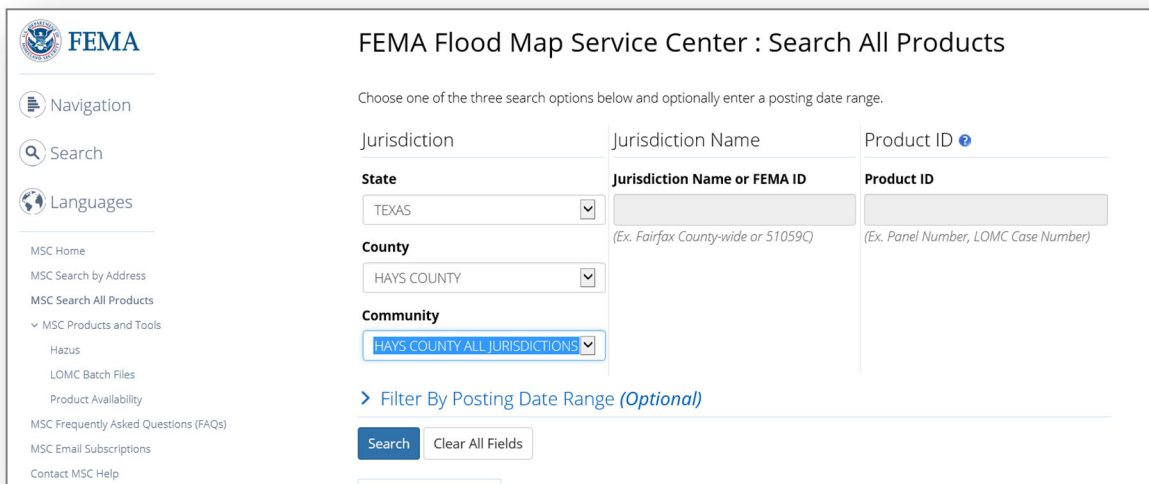 FEMA
Navigation
Search
Languages
MSC Home
MSC Search by Address
MSC Search All Products
MSC Products and Tools
Hazus
LOMC Batch Files
Product Availability
MSC Frequently Asked Questions (FAQs)
MSC Email Subscriptions
Contact MSC Help
FEMA Flood Map Service Center : Search All Products
Choose one of the three search options below and optionally enter a posting date range.
Jurisdiction
State
TEXAS
County
HAYS COUNTY
Community
HAYS COUNTY ALL JURISDICTIONS
Jurisdiction Name
Jurisdiction Name or FEMA ID
(Ex. Fairfax County-wide or 51059C)
Product ID ?
Product ID
(Ex. Panel Number, LOMC Case Number)
Filter By Posting Date Range (Optional)
Search
Clear All Fields